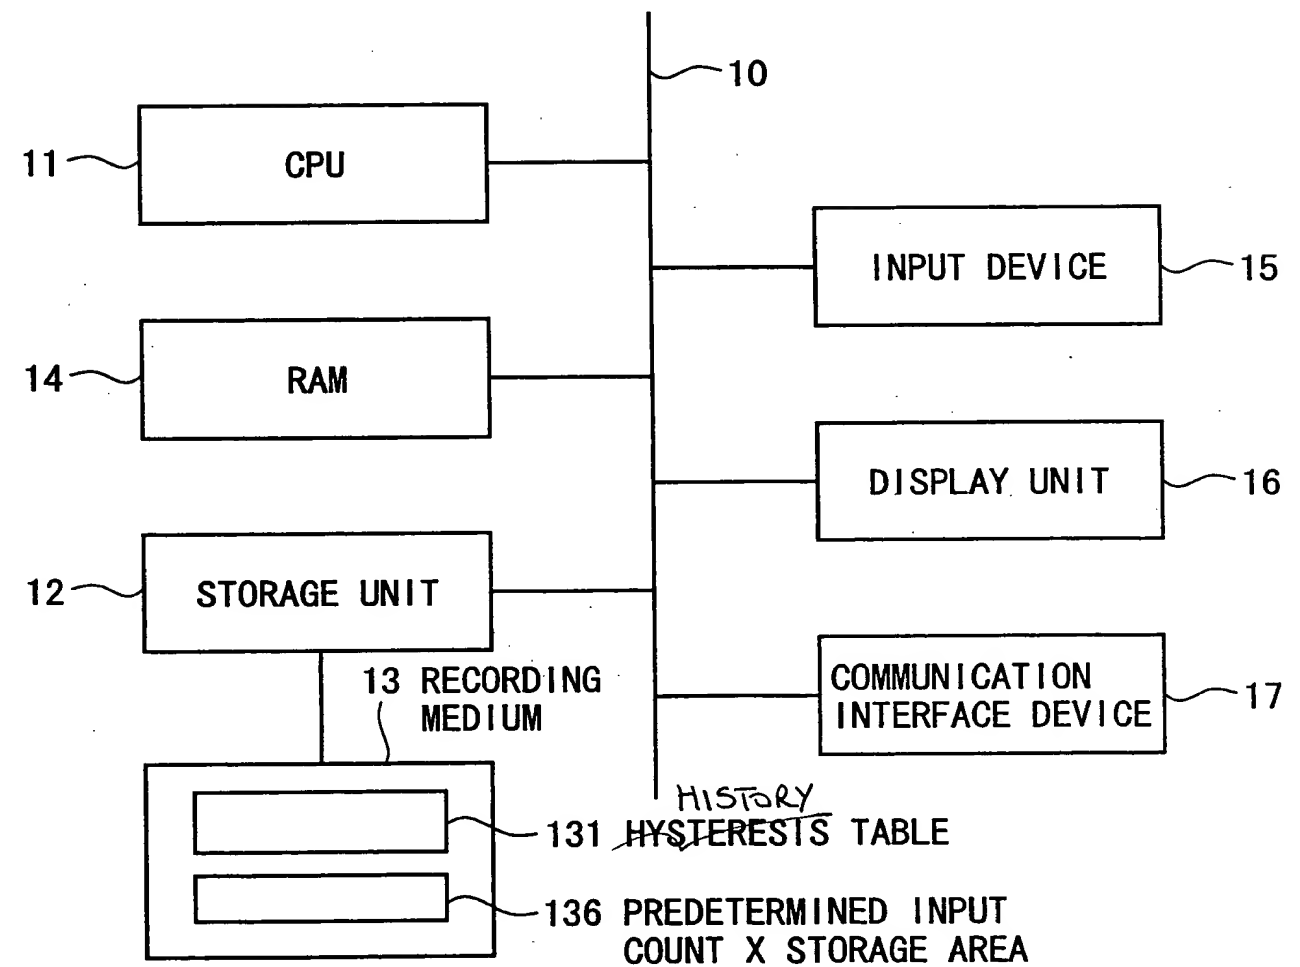 10
11 CPU
INPUT DEVICE 15
14 RAM
DISPLAY UNIT 16
12 STORAGE UNIT
13 RECORDING
MEDIUM
COMMUNICATION
INTERFACE DEVICE 17
HISTORY
131 HYSTERESIS TABLE
136 PREDETERMINED INPUT
COUNT X STORAGE AREA